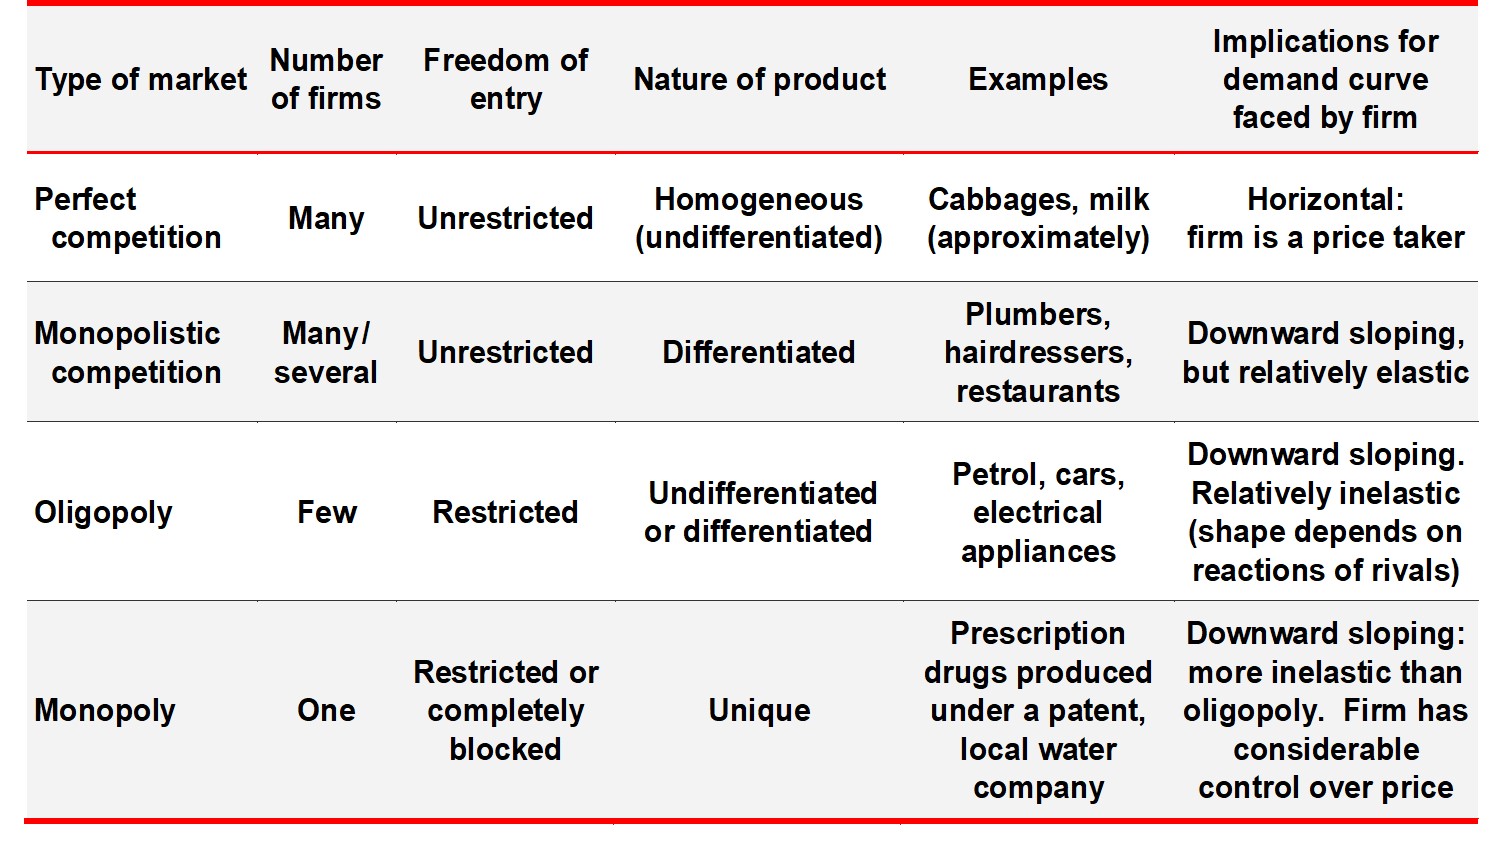 Type of market
Number
of firms
Freedom of
entry
Nature of product
Examples
Implications for
demand curve
faced by firm
Perfect
competition
Many
Unrestricted
Homogeneous
(undifferentiated)
Cabbages, milk
(approximately)
Horizontal:
firm is a price taker
Monopolistic
competition
Many/
several
Unrestricted
Differentiated
Plumbers,
hairdressers,
restaurants
Downward sloping,
but relatively elastic
Oligopoly
Few
Restricted
Undifferentiated
or differentiated
Petrol, cars,
electrical
appliances
Downward sloping.
Relatively inelastic
(shape depends on
reactions of rivals)
Monopoly
One
Restricted or
completely
blocked
Unique
Prescription
drugs produced
under a patent,
local water
company
Downward sloping:
more inelastic than
oligopoly.  Firm has
considerable
control over price